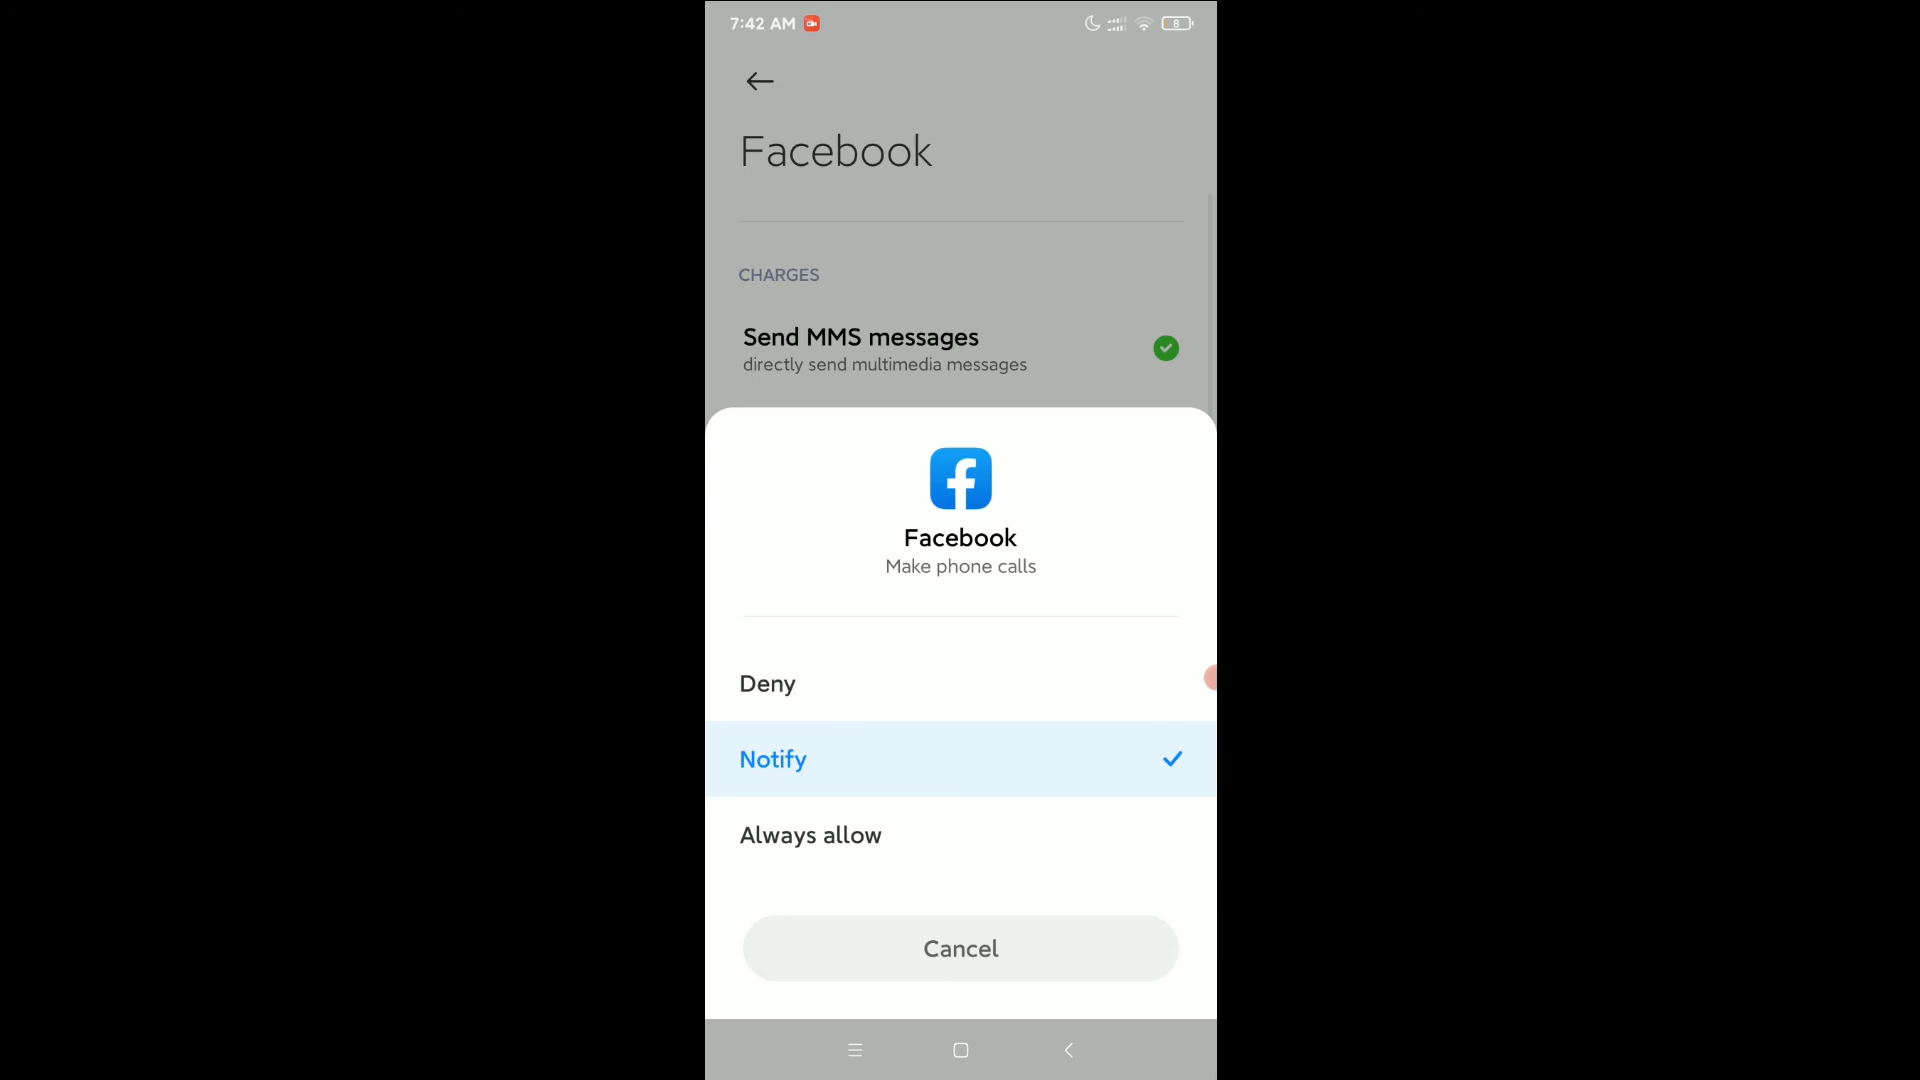 7:42 AM
8
Facebook
CHARGES
Send MMS messages
directly send multimedia messages
Facebook
Make phone calls
Deny
Notify
Always allow
Cancel